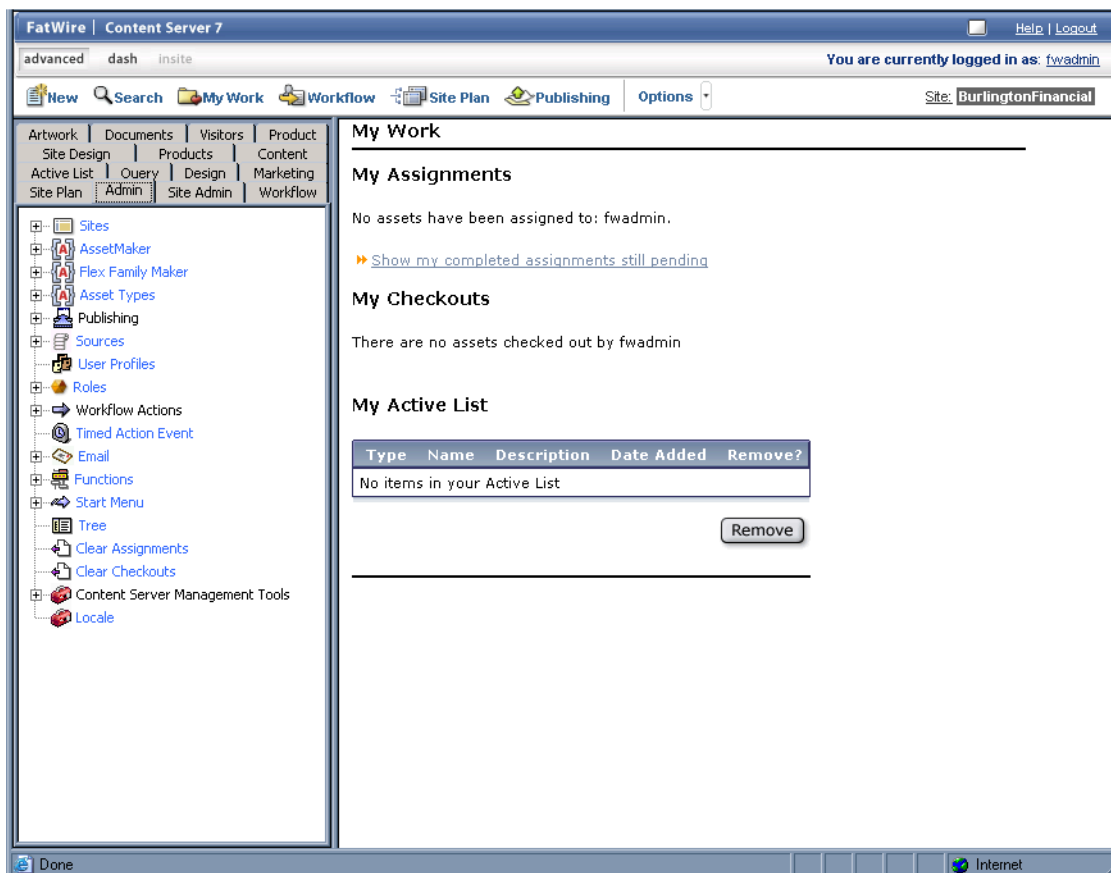 FatWire | Content Server 7
Help | Logout
advanced dash insite
You are currently logged in as: fwadmin
New Search My Work Workflow Site Plan Publishing Options
Site: BurlingtonFinancial
Artwork Documents Visitors Product
Site Design Products Content
Active List Query Design Marketing
Site Plan Admin Site Admin Workflow
Sites
AssetMaker
Flex Family Maker
Asset Types
Publishing
Sources
User Profiles
Roles
Workflow Actions
Timed Action Event
Email
Functions
Start Menu
Tree
Clear Assignments
Clear Checkouts
Content Server Management Tools
Locale
My Work
My Assignments
No assets have been assigned to: fwadmin.
Show my completed assignments still pending
My Checkouts
There are no assets checked out by fwadmin
My Active List
Type Name Description Date Added Remove?
No items in your Active List
Remove
Done
Internet